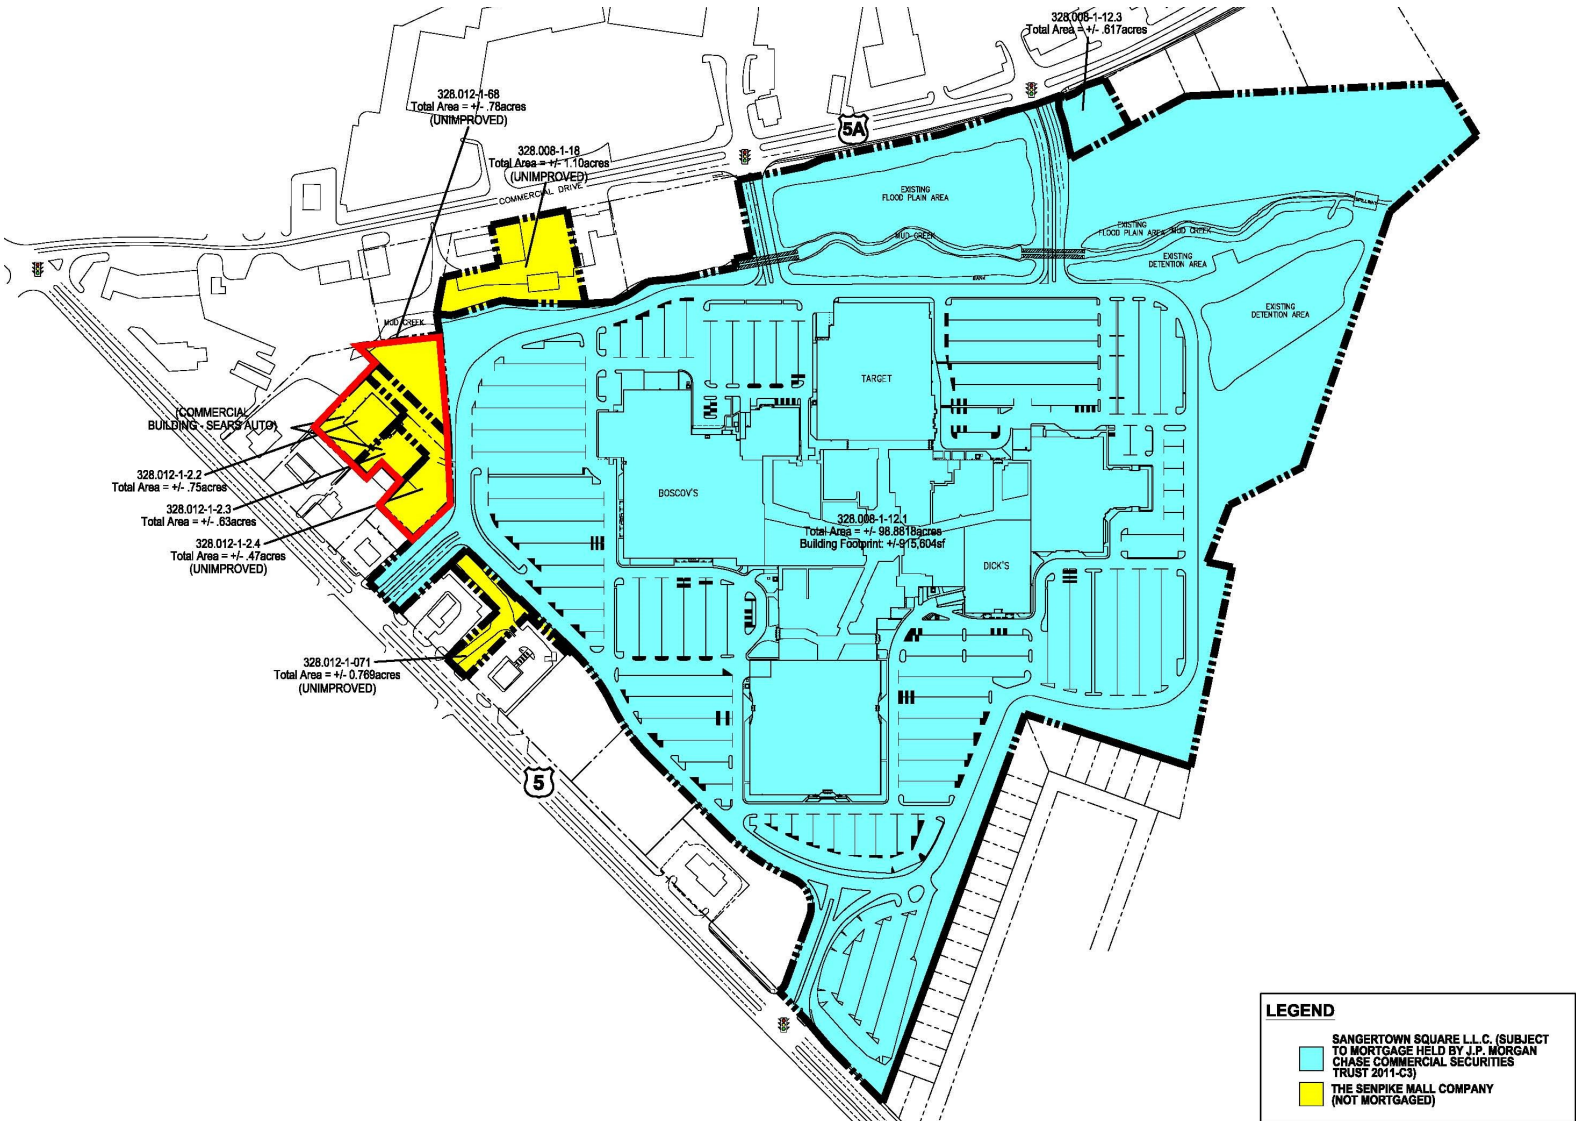 328.008-1-12.3
Total Area = +/- .617acres
328.012-1-68
Total Area = +/- .78acres
(UNIMPROVED)
5A
328.008-1-18
Total Area = +/- 1.10acres
(UNIMPROVED)
COMMERCIAL DRIVE
EXISTING
FLOOD PLAIN AREA
SPILLWAY
MUD CREEK
EXISTING
FLOOD PLAIN AREA
MUD CREEK
EXISTING
DETENTION AREA
BERM
EXISTING
DETENTION AREA
MUD CREEK
TARGET
(COMMERCIAL
BUILDING - SEARS AUTO)
328.012-1-2.2
Total Area = +/- .75acres
BOSCOV'S
328.012-1-2.3
Total Area = +/- .63acres
328.008-1-12.1
Total Area = +/- 98.8818acres
Building Footprint: +/-915,604sf
328.012-1-2.4
Total Area = +/- .47acres
(UNIMPROVED)
DICK'S
328.012-1-071
Total Area = +/- 0.769acres
(UNIMPROVED)
5
LEGEND
SANGERTOWN SQUARE L.L.C. (SUBJECT
TO MORTGAGE HELD BY J.P. MORGAN
CHASE COMMERCIAL SECURITIES
TRUST 2011-C3)
THE SENPIKE MALL COMPANY
(NOT MORTGAGED)